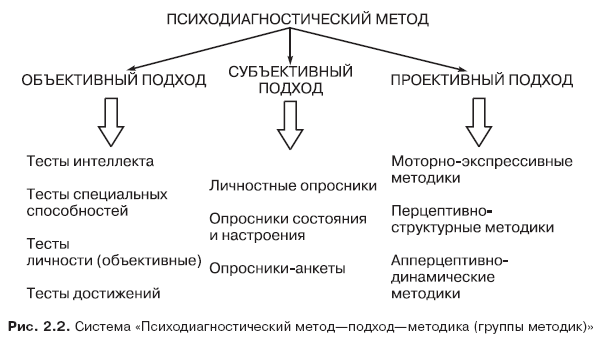 ПСИХОДИАГНОСТИЧЕСКИЙ МЕТОД
ОБЪЕКТИВНЫЙ ПОДХОД
СУБЪЕКТИВНЫЙ
ПОДХОД
ПРОЕКТИВНЫЙ ПОДХОД
Тесты интеллекта
Тесты специальных
способностей
Тесты
личности (объективные)
Тесты достижений
Личностные опросники
Опросники состояния
и настроения
Опросники-анкеты
Моторно-экспрессивные
методики
Перцептивно-
структурные методики
Апперцептивно-
динамические
методики
Рис. 2.2. Система «Психодиагностический метод—подход—методика (группы методик)»